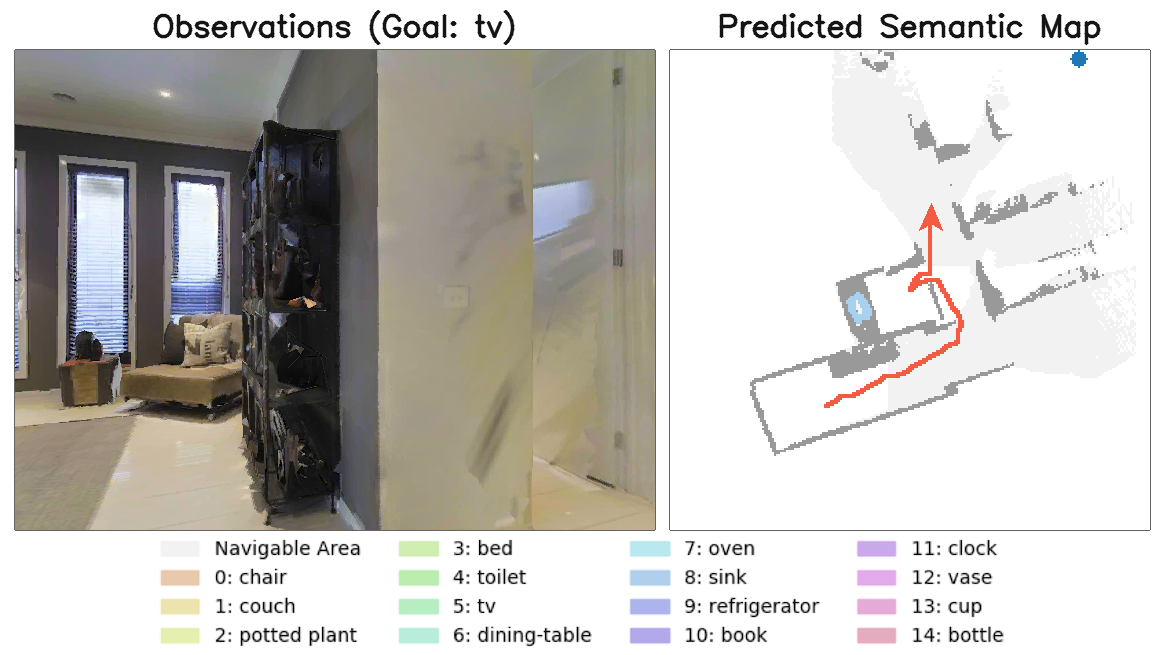 Observations (Goal: tv)
Predicted Semantic Map
Navigable Area
0: chair
1: couch
2: potted plant
3: bed
4: toilet
5: tv
6: dining-table
7: oven
8: sink
9: refrigerator
10: book
11: clock
12: vase
13: cup
14: bottle